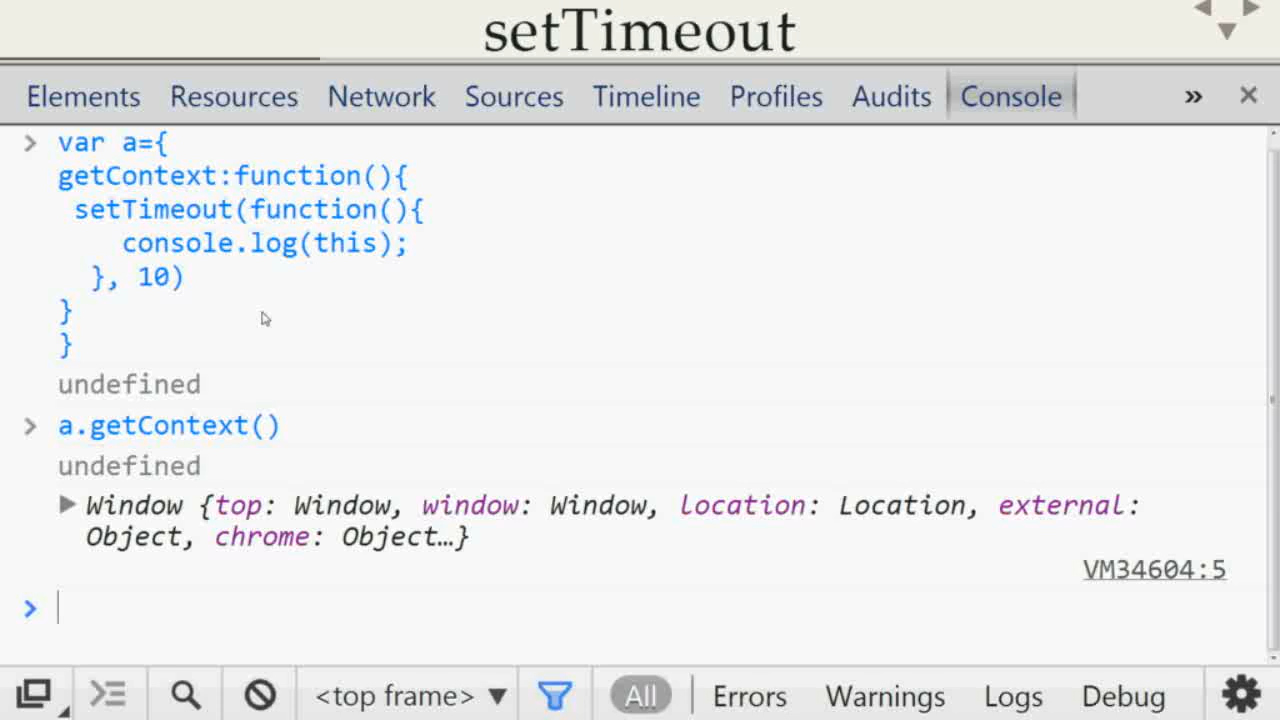 setTimeout
Elements Resources Network Sources Timeline Profiles Audits Console » ×
> var a={
getContext:function(){
setTimeout(function(){
console.log(this);
}, 10)
}
}
undefined
> a.getContext()
undefined
▶ Window {top: Window, window: Window, location: Location, external:
Object, chrome: Object…}
VM34604:5
>
<top frame> ▼ All Errors Warnings Logs Debug